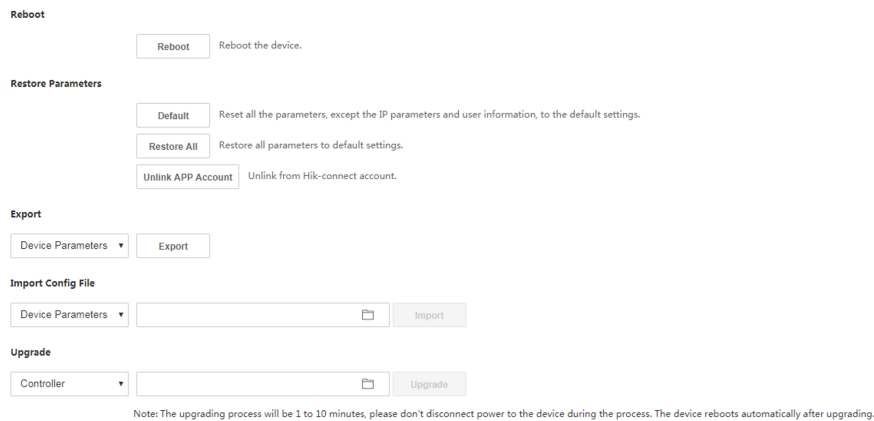 Reboot
Reboot Reboot the device.
Restore Parameters
Default Reset all the parameters, except the IP parameters and user information, to the default settings.
Restore All Restore all parameters to default settings.
Unlink APP Account Unlink from Hik-connect account.
Export
Device Parameters Export
Import Config File
Device Parameters Import
Upgrade
Controller Upgrade
Note: The upgrading process will be 1 to 10 minutes, please don't disconnect power to the device during the process. The device reboots automatically after upgrading.